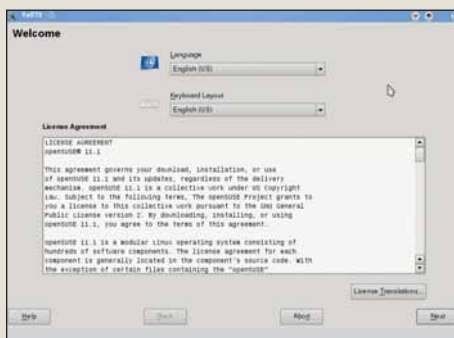 YaST2
Welcome
Language
English (US)
Keyboard Layout
English (US)
License Agreement
LICENSE AGREEMENT
openSUSE® 11.1
This agreement governs your download, installation, or use
of openSUSE 11.1 and its updates, regardless of the delivery
mechanism. openSUSE 11.1 is a collective work under US Copyright
Law. Subject to the following terms, The openSUSE Project grants to
you a license to this collective work pursuant to the GNU General
Public License version 2. By downloading, installing, or using
openSUSE 11.1, you agree to the terms of this agreement.
openSUSE 11.1 is a modular Linux operating system consisting of
hundreds of software components. The license agreement for each
component is generally located in the component's source code. With
the exception of certain files containing the "openSUSE"
License Translations...
Help
Back
Abort
Next